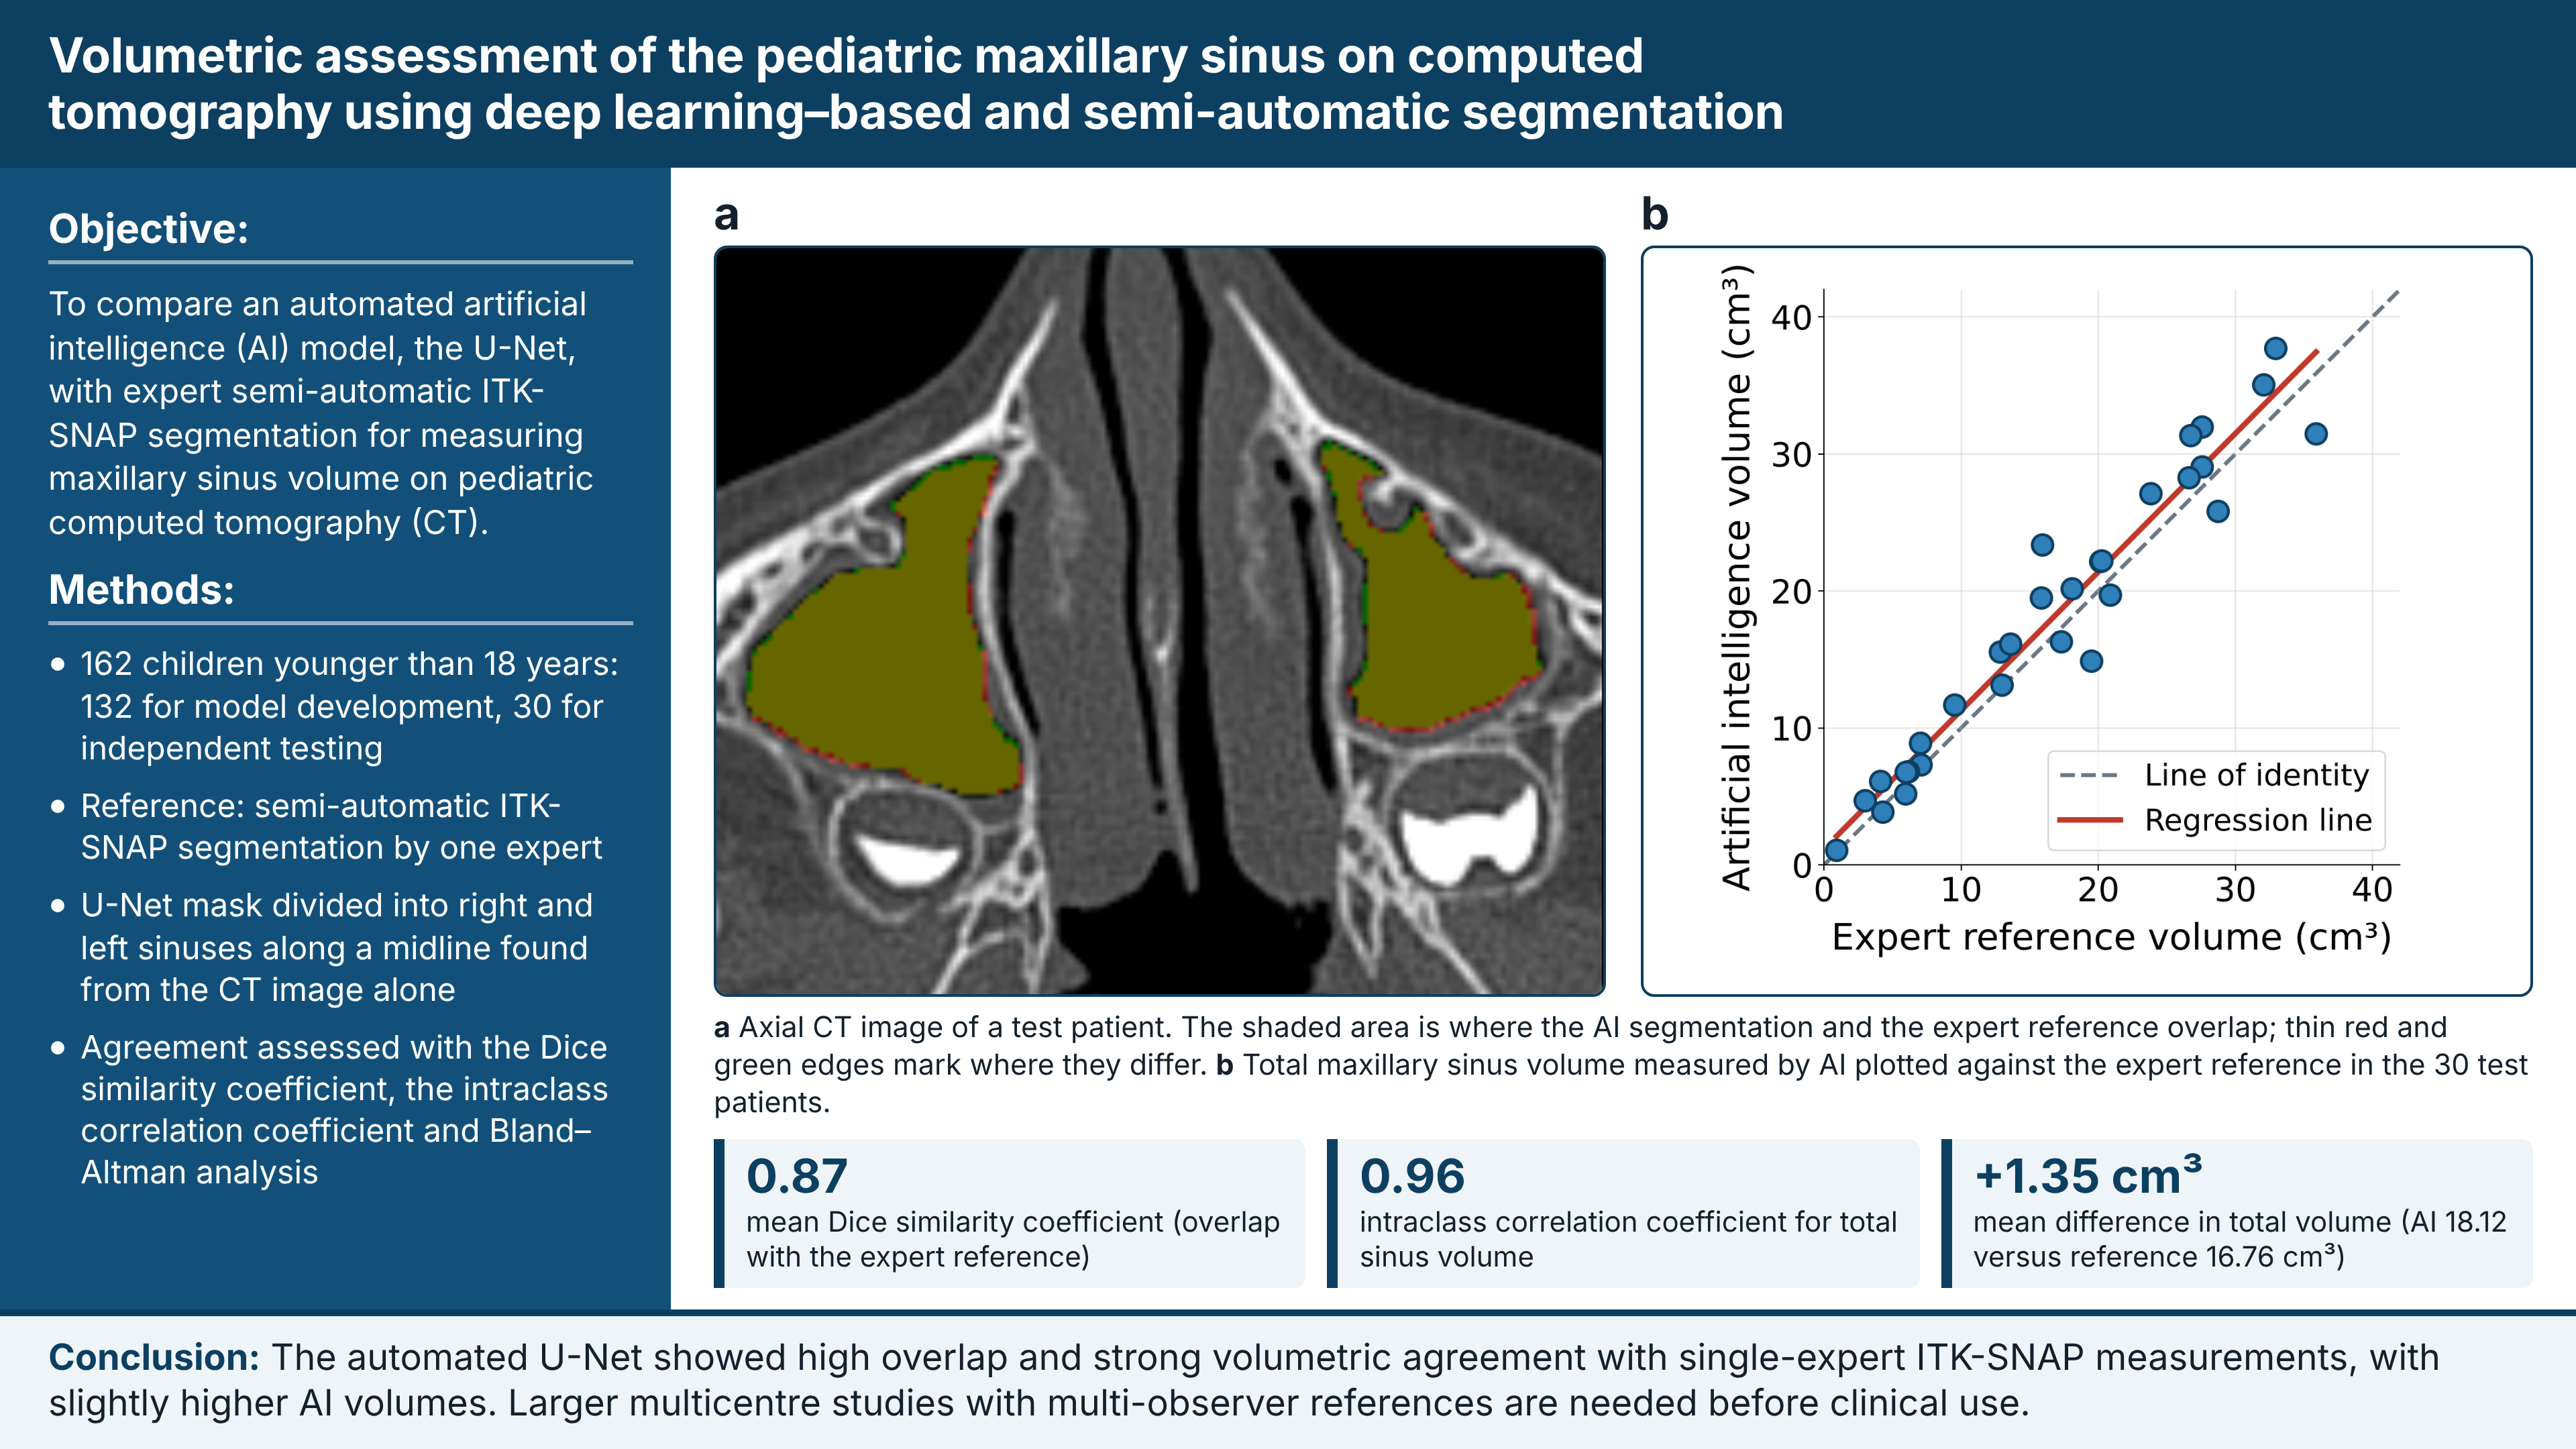 Volumetric assessment of the pediatric maxillary sinus on computed
tomography using deep learning–based and semi-automatic segmentation
Objective:
To compare an automated artificial
intelligence (AI) model, the U-Net,
with expert semi-automatic ITK-
SNAP segmentation for measuring
maxillary sinus volume on pediatric
computed tomography (CT).
Methods:
• 162 children younger than 18 years:
132 for model development, 30 for
independent testing
• Reference: semi-automatic ITK-
SNAP segmentation by one expert
• U-Net mask divided into right and
left sinuses along a midline found
from the CT image alone
• Agreement assessed with the Dice
similarity coefficient, the intraclass
correlation coefficient and Bland–
Altman analysis
a
b
Artificial intelligence volume (cm³)
40
30
20
10
0
0 10 20 30 40
Line of identity
Regression line
Expert reference volume (cm³)
a Axial CT image of a test patient. The shaded area is where the AI segmentation and the expert reference overlap; thin red and
green edges mark where they differ. b Total maxillary sinus volume measured by AI plotted against the expert reference in the 30 test
patients.
0.87
mean Dice similarity coefficient (overlap
with the expert reference)
0.96
intraclass correlation coefficient for total
sinus volume
+1.35 cm³
mean difference in total volume (AI 18.12
versus reference 16.76 cm³)
Conclusion: The automated U-Net showed high overlap and strong volumetric agreement with single-expert ITK-SNAP measurements, with
slightly higher AI volumes. Larger multicentre studies with multi-observer references are needed before clinical use.